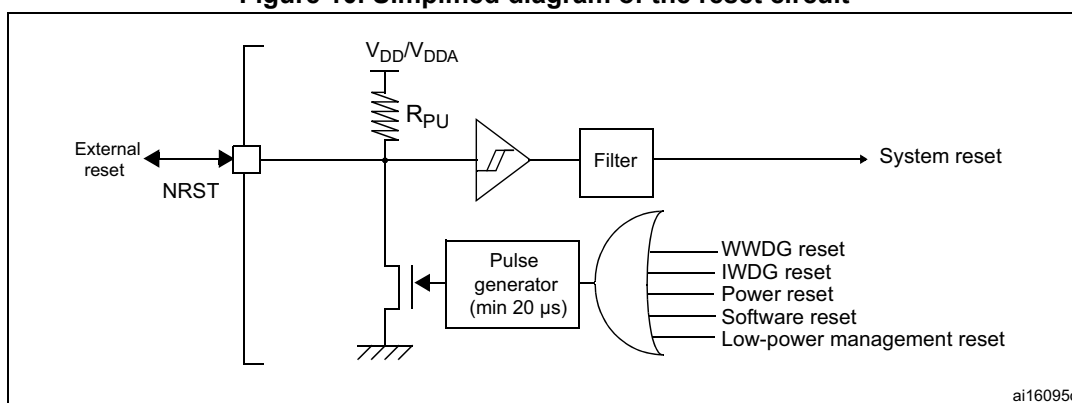 Figure 16. Simplified diagram of the reset circuit
VDD/VDDA
RPU
External
reset
NRST
Filter
System reset
Pulse
generator
(min 20 µs)
WWDG reset
IWDG reset
Power reset
Software reset
Low-power management reset